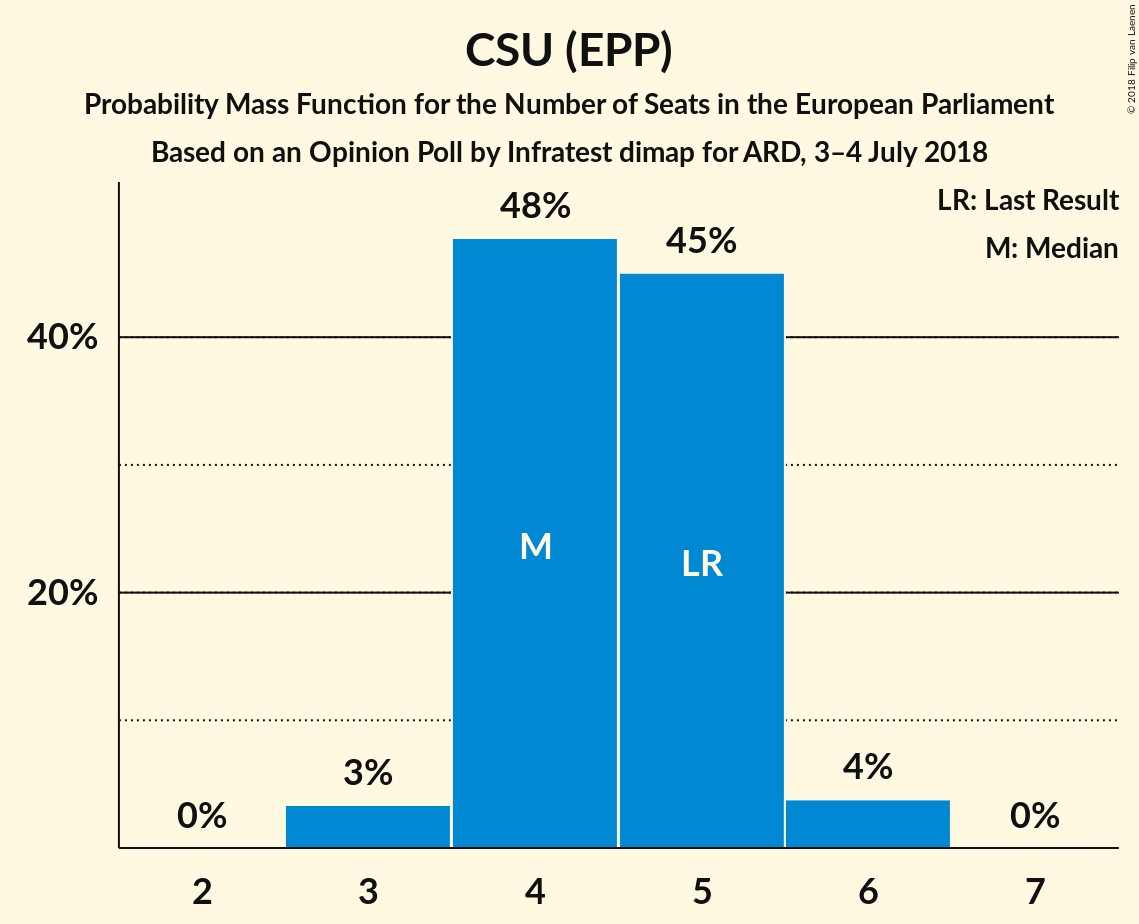 CSU (EPP)
Probability Mass Function for the Number of Seats in the European Parliament
Based on an Opinion Poll by Infratest dimap for ARD, 3–4 July 2018
© 2018 Filip van Laenen
LR: Last Result
M: Median
48%
45%
40%
M
LR
20%
3%
4%
0%
0%
2 3 4 5 6 7